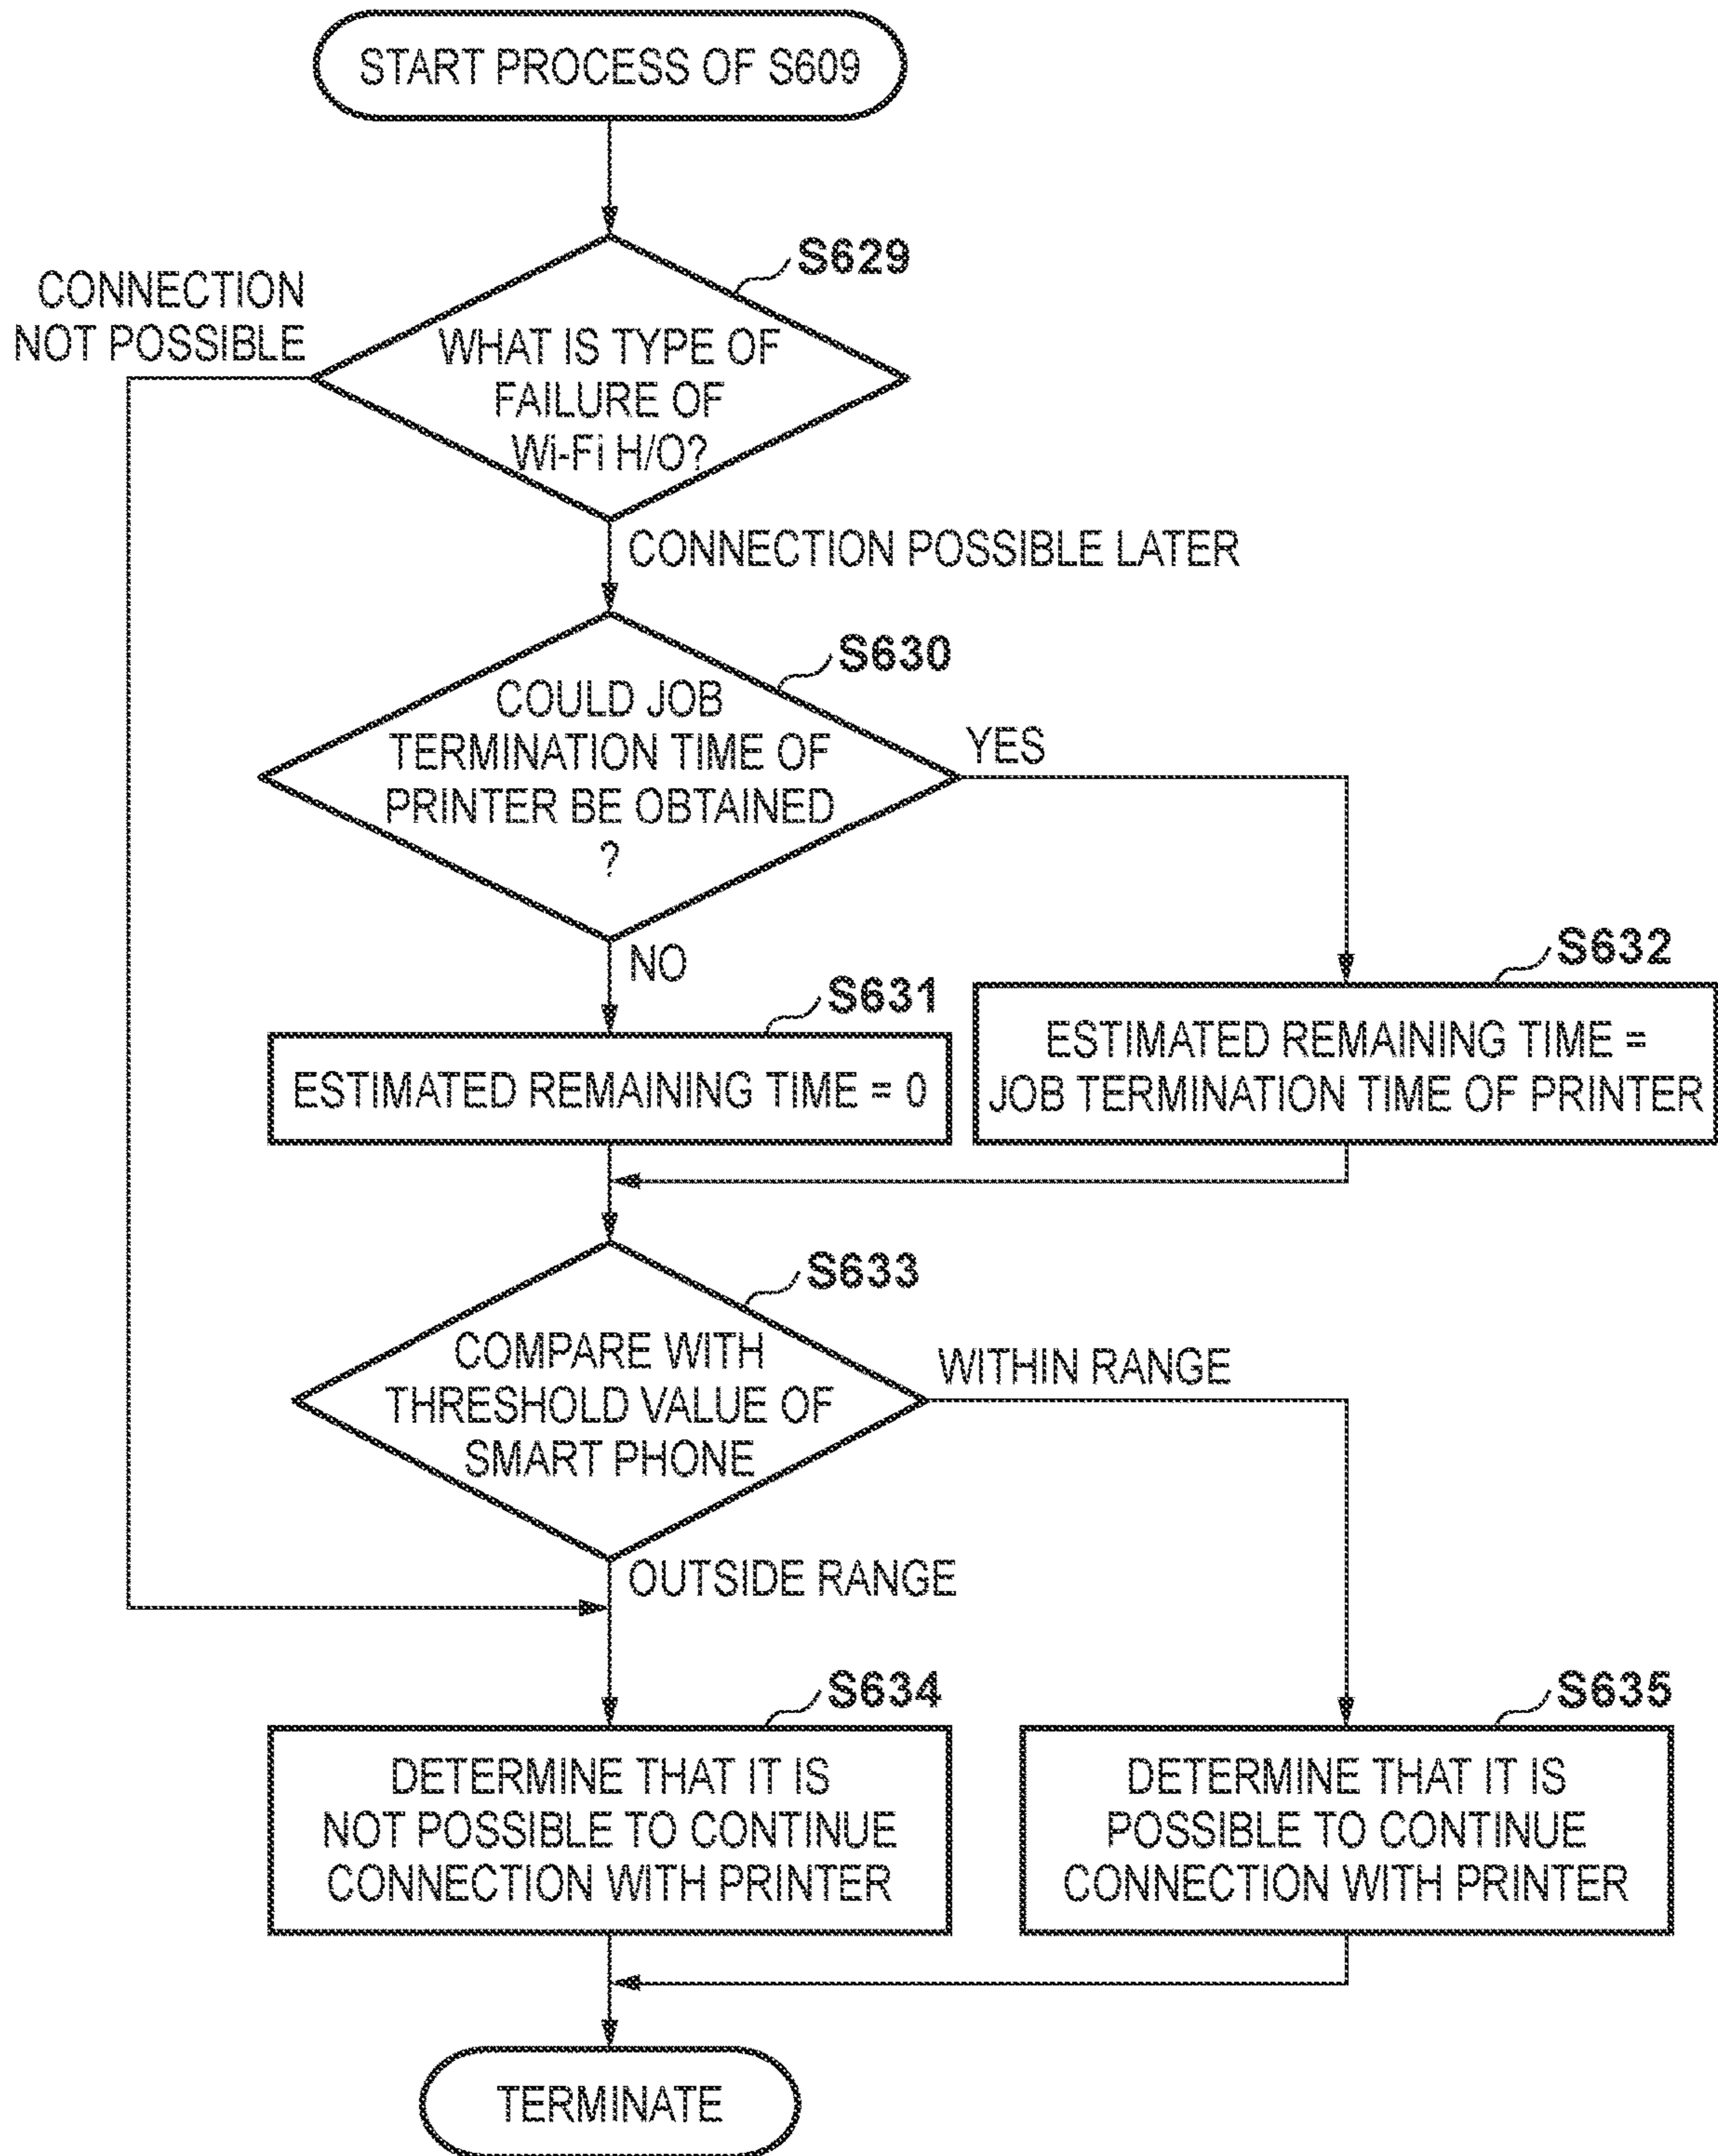 START PROCESS OF S609
S629
CONNECTION
NOT POSSIBLE
WHAT IS TYPE OF
FAILURE OF
Wi-Fi H/O?
CONNECTION POSSIBLE LATER
S630
COULD JOB
TERMINATION TIME OF
PRINTER BE OBTAINED
?
YES
NO
S632
S631
ESTIMATED REMAINING TIME =
JOB TERMINATION TIME OF PRINTER
ESTIMATED REMAINING TIME = 0
S633
COMPARE WITH
THRESHOLD VALUE OF
SMART PHONE
WITHIN RANGE
OUTSIDE RANGE
S634
S635
DETERMINE THAT IT IS
NOT POSSIBLE TO CONTINUE
CONNECTION WITH PRINTER
DETERMINE THAT IT IS
POSSIBLE TO CONTINUE
CONNECTION WITH PRINTER
TERMINATE